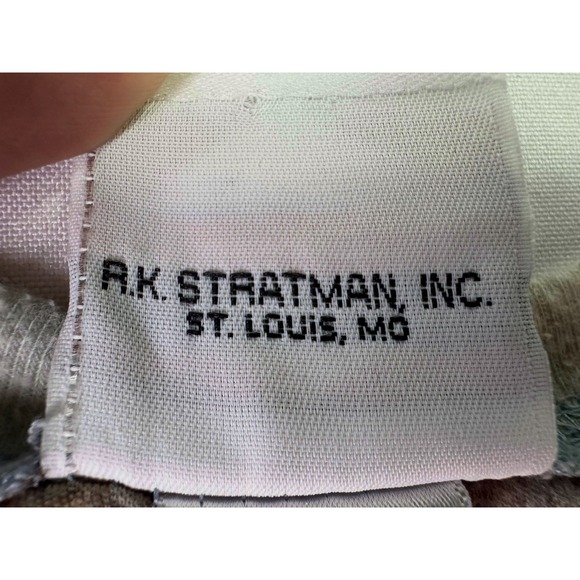 R.K. STRATMAN, INC.
ST. LOUIS, MO